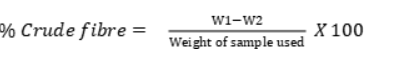 % Crude fibre = W1−W2 / Weight of sample used X 100